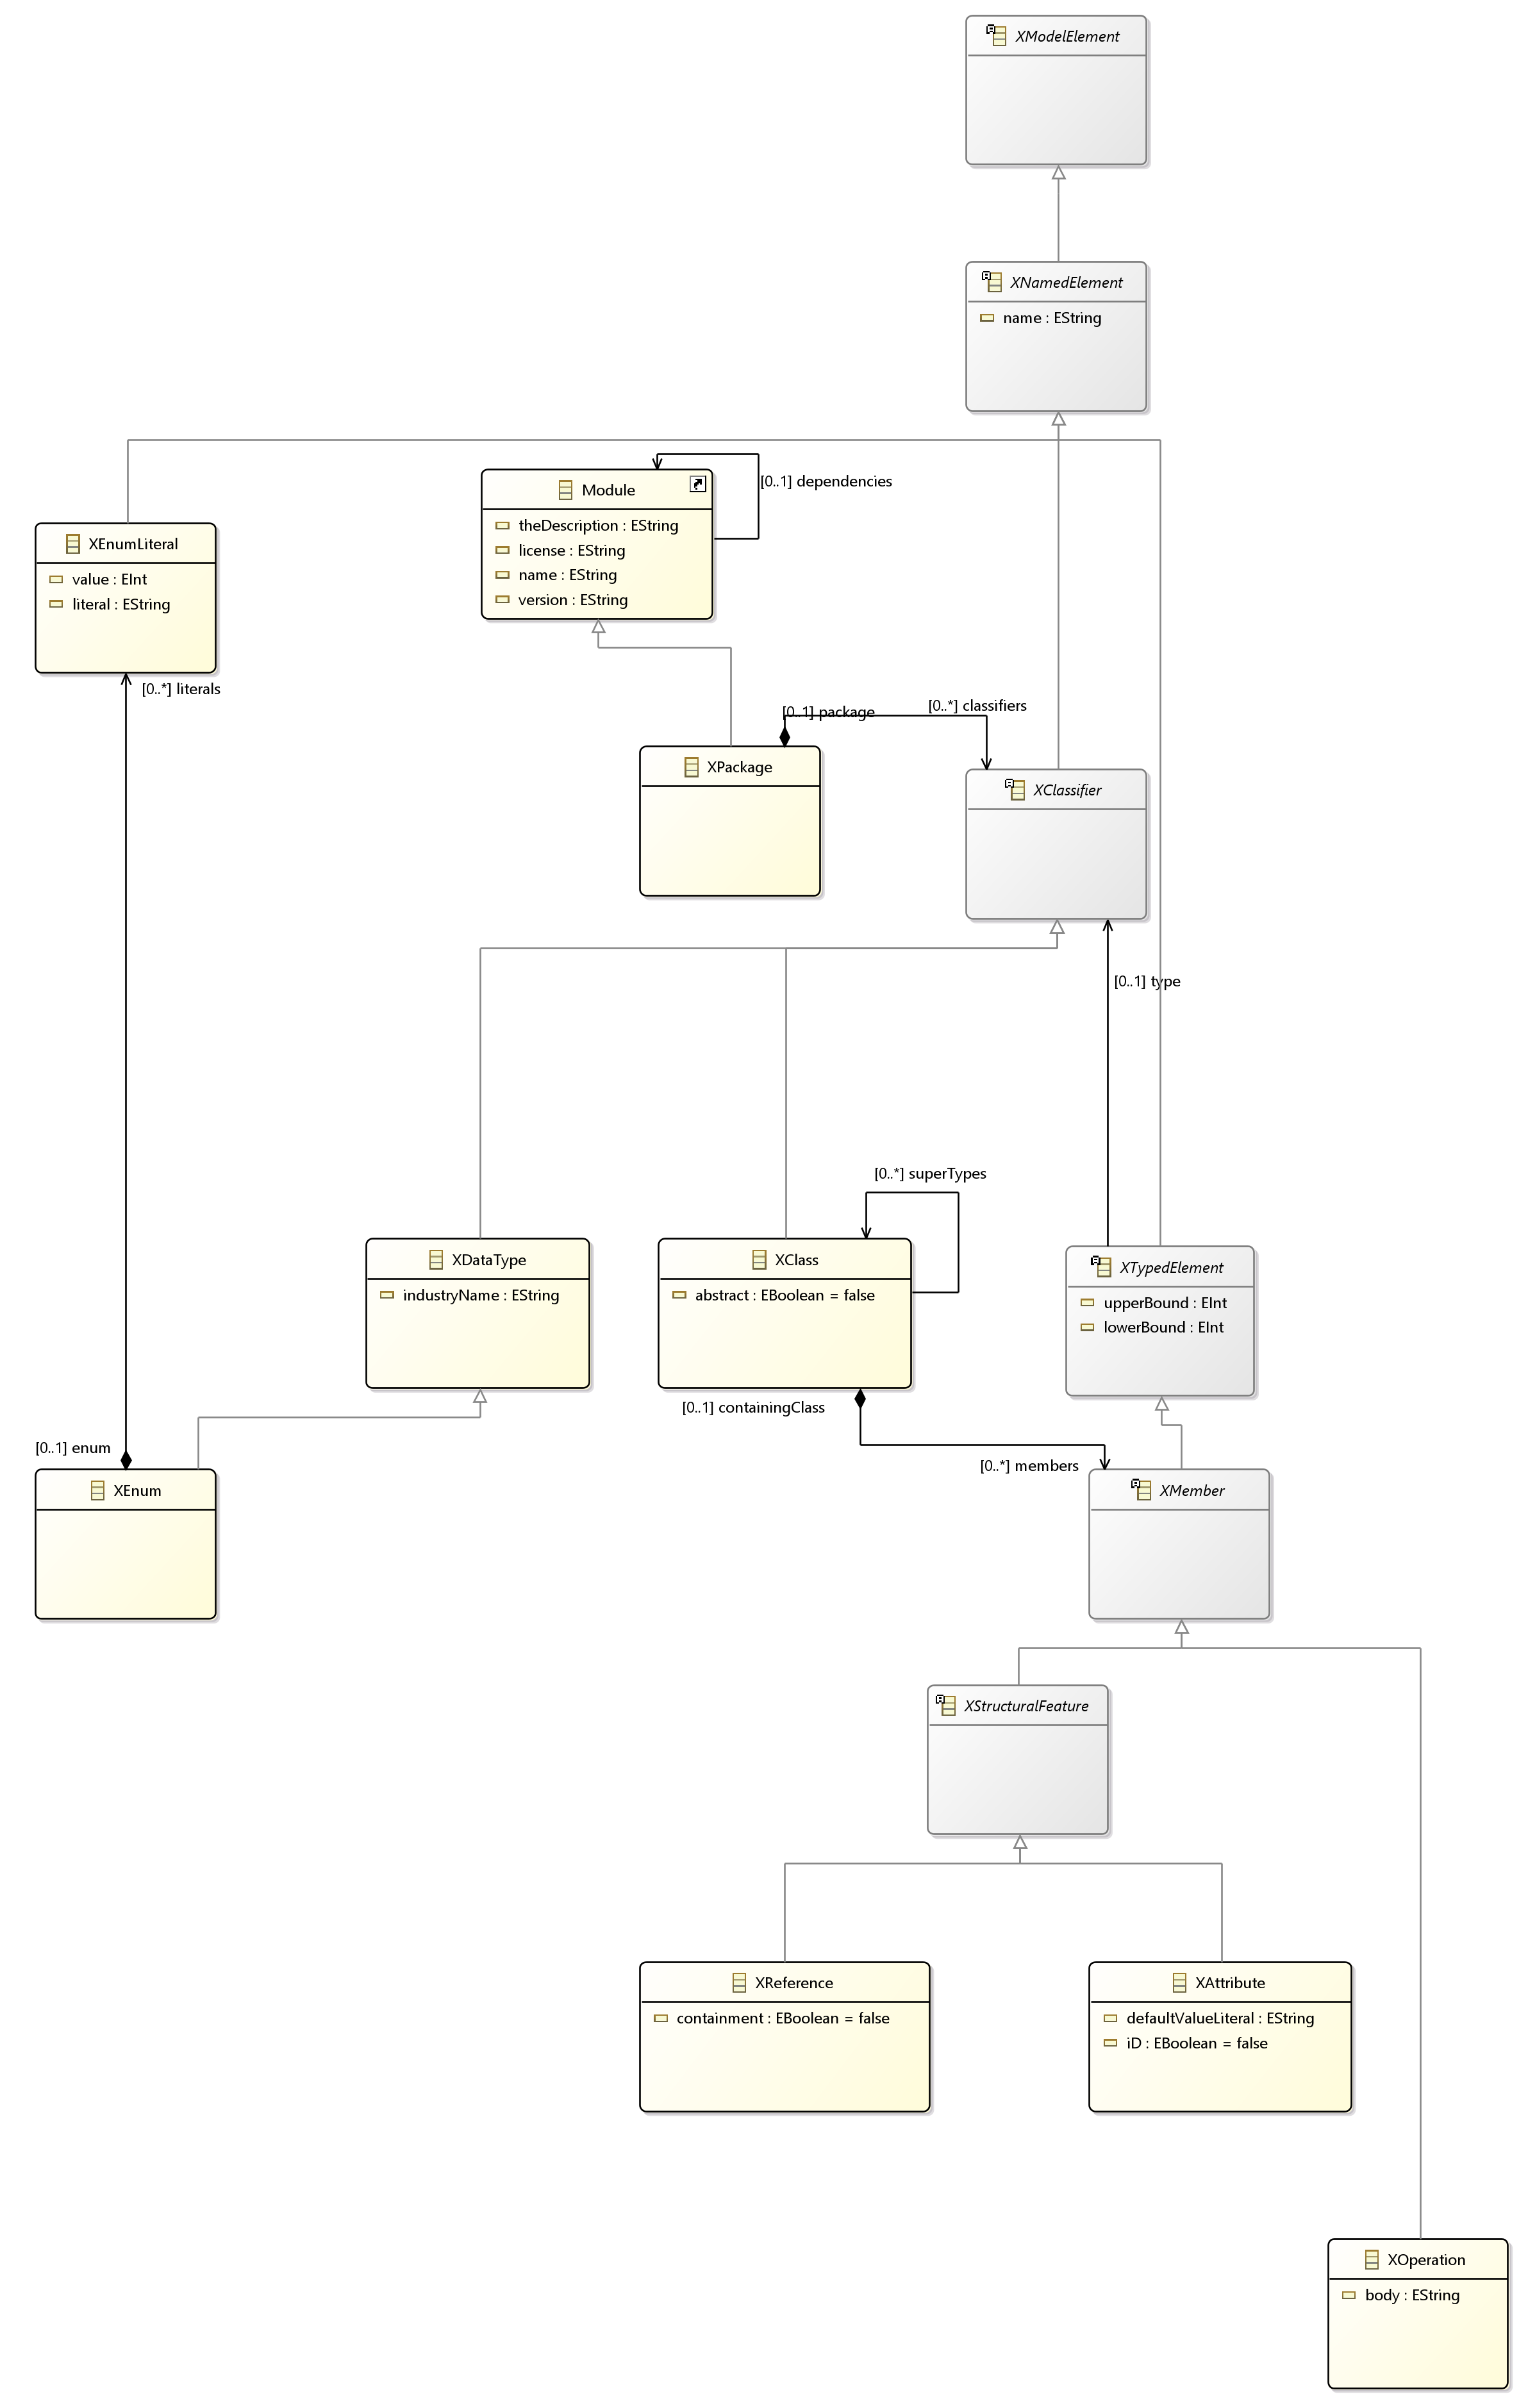 XModelElement
XNamedElement
name : EString
[0..1] dependencies
Module
theDescription : EString
license : EString
name : EString
version : EString
XEnumLiteral
value : EInt
literal : EString
[0..*] literals
[0..1] package
[0..*] classifiers
XPackage
XClassifier
[0..1] type
[0..*] superTypes
XDataType
industryName : EString
XClass
abstract : EBoolean = false
XTypedElement
upperBound : EInt
lowerBound : EInt
[0..1] containingClass
[0..1] enum
[0..*] members
XEnum
XMember
XStructuralFeature
XReference
containment : EBoolean = false
XAttribute
defaultValueLiteral : EString
iD : EBoolean = false
XOperation
body : EString